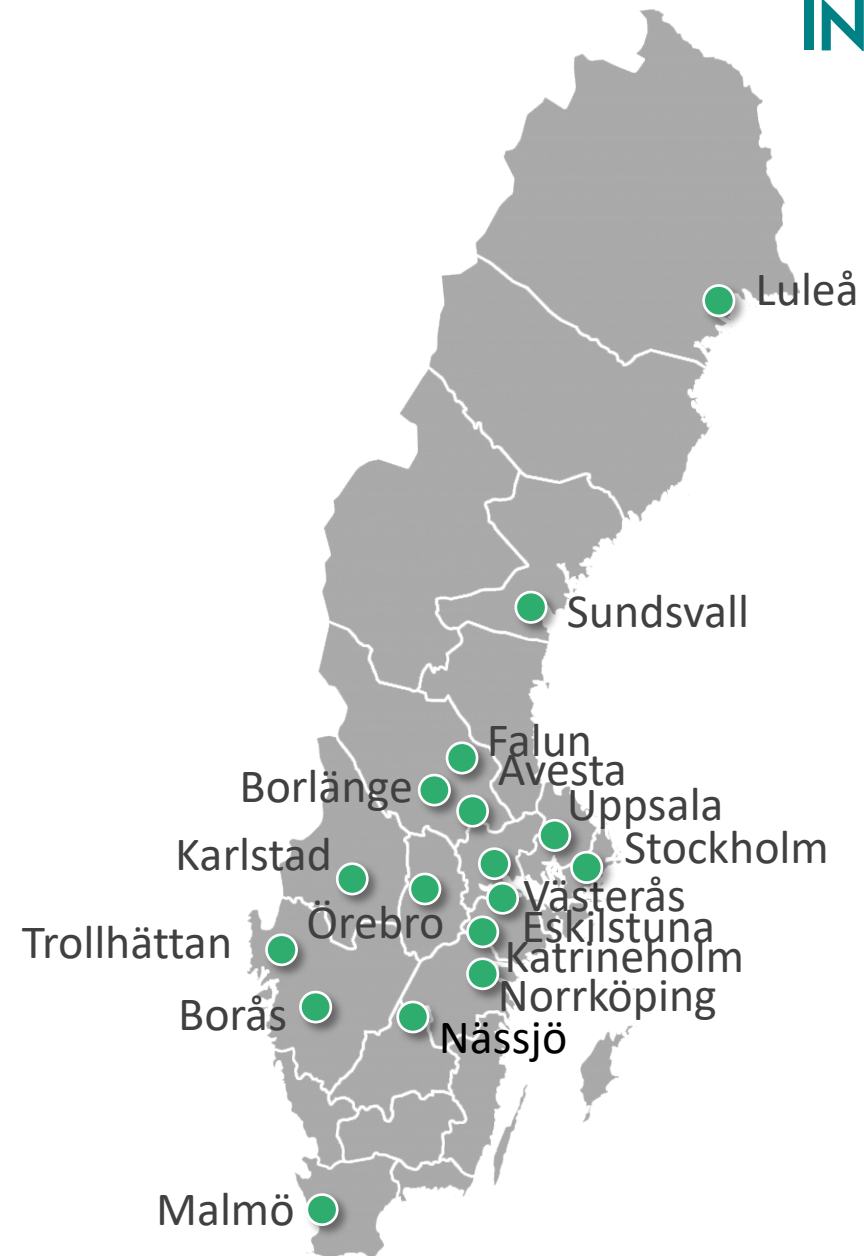 IN
Luleå
Sundsvall
Falun
Avesta
Borlänge
Uppsala
Stockholm
Karlstad
Västerås
Örebro
Eskilstuna
Trollhättan
Katrineholm
Norrköping
Borås
Nässjö
Malmö